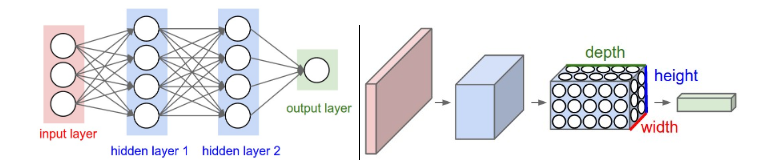 input layer
hidden layer 1
hidden layer 2
output layer
depth
height
width